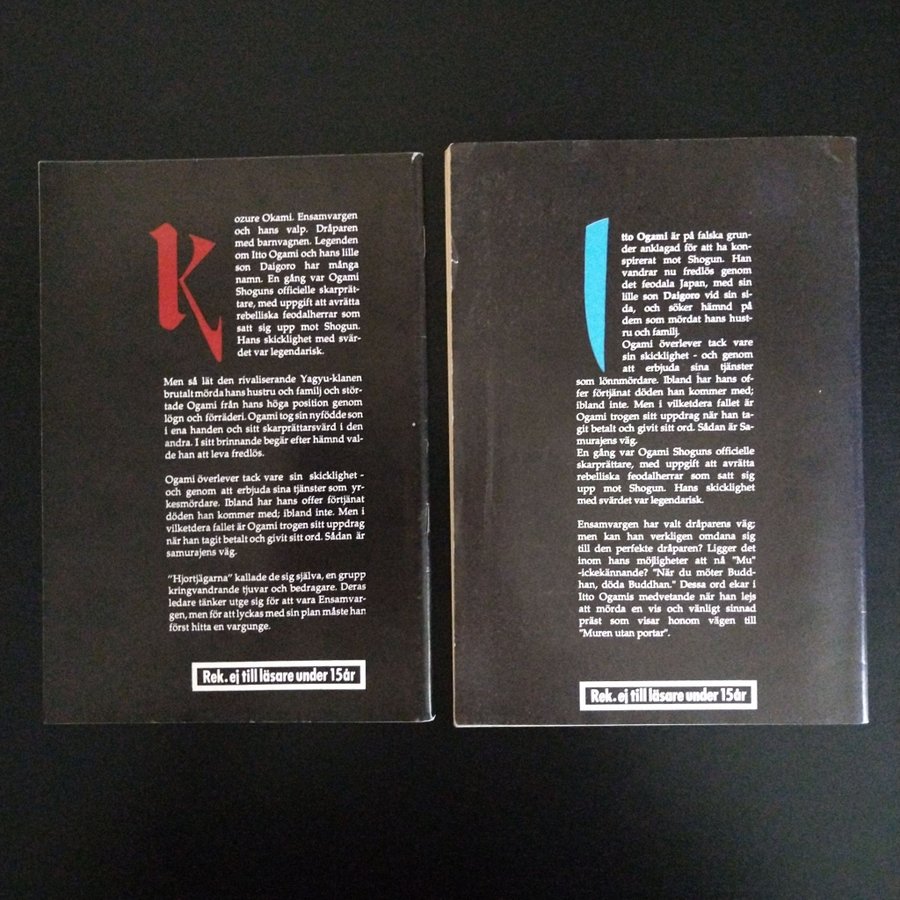 Kozure Okami. Ensamvargen
och hans valp. Dråparen
med barnvagnen. Legenden
om Itto Ogami och hans lille
son Daigoro har många
namn. En gång var Ogami
Shoguns officielle skarprät-
tare, med uppgift att avrätta
rebelliska feodalherrar som
satt sig upp mot Shogun.
Hans skicklighet med svär-
det var legendarisk.
Men så lät den rivaliserande Yagyu-klanen
brutalt mörda hans hustru och familj och stör-
tade Ogami från hans höga position genom
lögn och förräderi. Ogami tog sin nyfödde son
i ena handen och sitt skarprättarsvärd i den
andra. I sitt brinnande begär efter hämnd val-
de han att leva fredlös.
Ogami överlever tack vare sin skicklighet -
och genom att erbjuda sina tjänster som yr-
kesmördare. Ibland har hans offer förtjänat
döden han kommer med; ibland inte. Men i
vilketdera fallet är Ogami trogen sitt uppdrag
när han tagit betalt och givit sitt ord. Sådan är
samurajens väg.
"Hjortjägarna" kallade de sig själva, en grupp
kringvandrande tjuvar och bedragare. Deras
ledare tänker utge sig för att vara Ensamvar-
gen, men för att lyckas med sin plan måste han
först hitta en vargunge.
Rek. ej till läsare under 15år
Itto Ogami är på falska grun-
der anklagad för att ha kon-
spirerat mot Shogun. Han
vandrar nu fredlös genom
det feodala Japan, med sin
lille son Daigoro vid sin si-
da, och söker hämnd på
dem som mördat hans hust-
ru och familj.
Ogami överlever tack vare
sin skicklighet - och genom
att erbjuda sina tjänster
som lönnmördare. Ibland har hans of-
fer förtjänat döden han kommer med;
ibland inte. Men i vilketdera fallet är
Ogami trogen sitt uppdrag när han ta-
git betalt och givit sitt ord. Sådan är Sa-
murajens väg.
En gång var Ogami Shoguns officielle
skarprättare, med uppgift att avrätta
rebelliska feodalherrar som satt sig
upp mot Shogun. Hans skicklighet
med svärdet var legendarisk.
Ensamvargen har valt dråparens väg;
men kan han verkligen omdana sig
till den perfekte dråparen? Ligger det
inom hans möjligheter att nå "Mu"
-ickekännande? "När du möter Budd-
han, döda Buddhan." Dessa ord ekar i
Itto Ogamis medvetande när han lejs
att mörda en vis och vänligt sinnad
präst som visar honom vägen till
"Muren utan portar".
Rek. ej till läsare under 15år